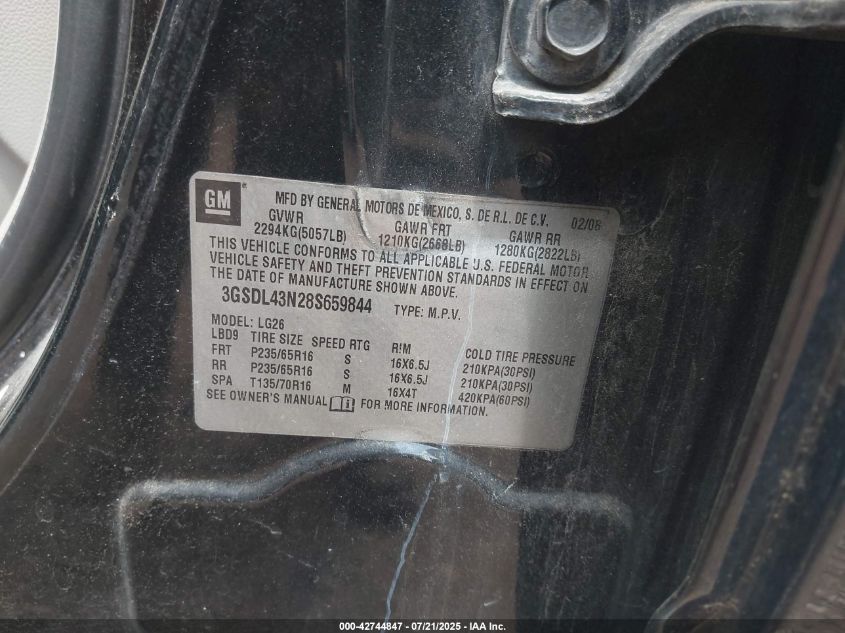 GM ®
MFD BY GENERAL MOTORS DE MEXICO, S. DE R.L. DE C.V. 02/08
GVWR GAWR FRT GAWR RR
2294KG(5057LB) 1210KG(2668LB) 1280KG(2822LB)
THIS VEHICLE CONFORMS TO ALL APPLICABLE U.S. FEDERAL MOTOR
VEHICLE SAFETY AND THEFT PREVENTION STANDARDS IN EFFECT ON
THE DATE OF MANUFACTURE SHOWN ABOVE.
3GSDL43N28S659844 TYPE: M.P.V.
MODEL: LG26
LBD9 TIRE SIZE SPEED RTG RIM COLD TIRE PRESSURE
FRT P235/65R16 S 16X6.5J 210KPA(30PSI)
RR P235/65R16 S 16X6.5J 210KPA(30PSI)
SPA T135/70R16 M 16X4T 420KPA(60PSI)
SEE OWNER'S MANUAL FOR MORE INFORMATION.
000-42744847 - 07/21/2025 - IAA Inc.